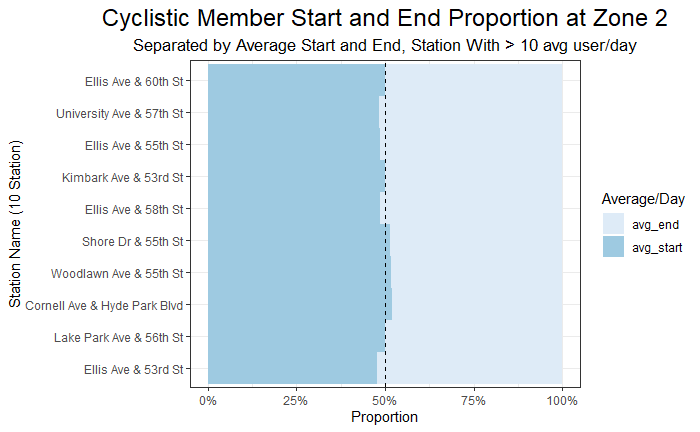 Cyclistic Member Start and End Proportion at Zone 2
Separated by Average Start and End, Station With > 10 avg user/day
Station Name (10 Station)
Ellis Ave & 60th St
University Ave & 57th St
Ellis Ave & 55th St
Kimbark Ave & 53rd St
Ellis Ave & 58th St
Shore Dr & 55th St
Woodlawn Ave & 55th St
Cornell Ave & Hyde Park Blvd
Lake Park Ave & 56th St
Ellis Ave & 53rd St
0%
25%
50%
75%
100%
Proportion
Average/Day
avg_end
avg_start